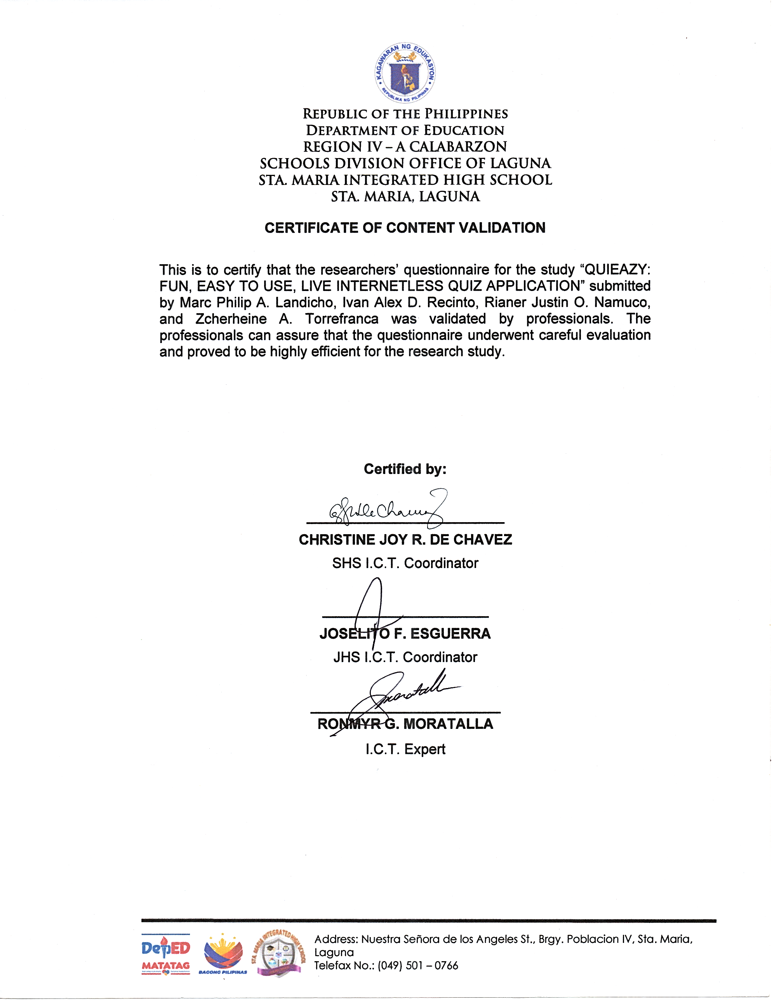 KAGAWARAN NG EDUKASYON
REPUBLIKA NG PILIPINAS
REPUBLIC OF THE PHILIPPINES
DEPARTMENT OF EDUCATION
REGION IV – A CALABARZON
SCHOOLS DIVISION OFFICE OF LAGUNA
STA. MARIA INTEGRATED HIGH SCHOOL
STA. MARIA, LAGUNA
CERTIFICATE OF CONTENT VALIDATION
This is to certify that the researchers’ questionnaire for the study “QUIEAZY:
FUN, EASY TO USE, LIVE INTERNETLESS QUIZ APPLICATION” submitted
by Marc Philip A. Landicho, Ivan Alex D. Recinto, Rianer Justin O. Namuco,
and Zcherheine A. Torrefranca was validated by professionals. The
professionals can assure that the questionnaire underwent careful evaluation
and proved to be highly efficient for the research study.
Certified by:
CHRISTINE JOY R. DE CHAVEZ
SHS I.C.T. Coordinator
JOSELITO F. ESGUERRA
JHS I.C.T. Coordinator
RONMYR G. MORATALLA
I.C.T. Expert
DepED
MATATAG
BAGONG PILIPINAS
STA. MARIA INTEGRATED HIGH SCHOOL
Address: Nuestra Señora de los Angeles St., Brgy. Poblacion IV, Sta. Maria,
Laguna
Telefax No.: (049) 501 – 0766